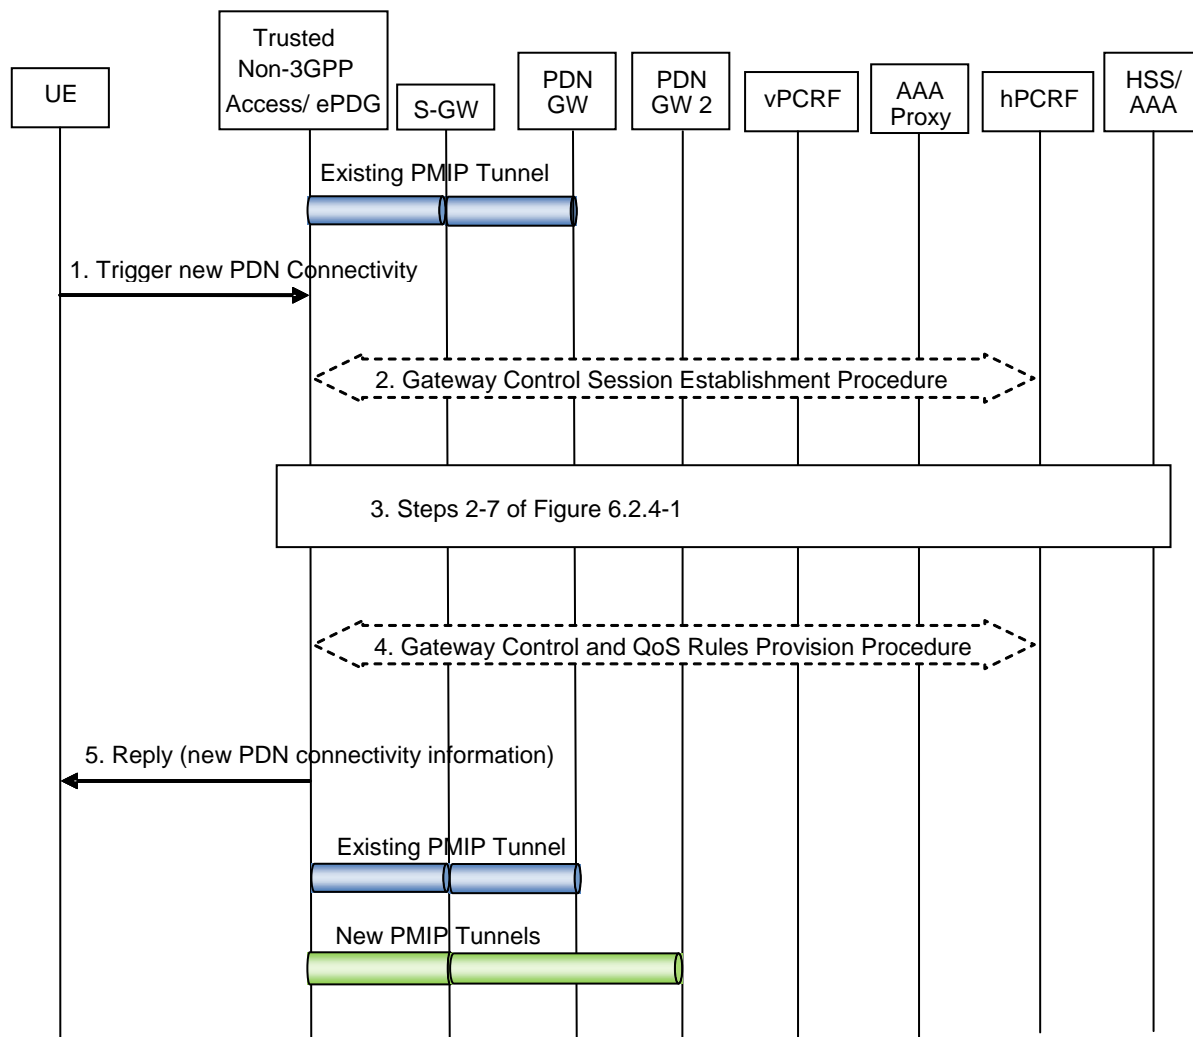 UE
Trusted
Non-3GPP
Access/ ePDG
S-GW
PDN
GW
PDN
GW 2
vPCRF
AAA
Proxy
hPCRF
HSS/
AAA
Existing PMIP Tunnel
1. Trigger new PDN Connectivity
2. Gateway Control Session Establishment Procedure
3. Steps 2-7 of Figure 6.2.4-1
4. Gateway Control and QoS Rules Provision Procedure
5. Reply (new PDN connectivity information)
Existing PMIP Tunnel
New PMIP Tunnels